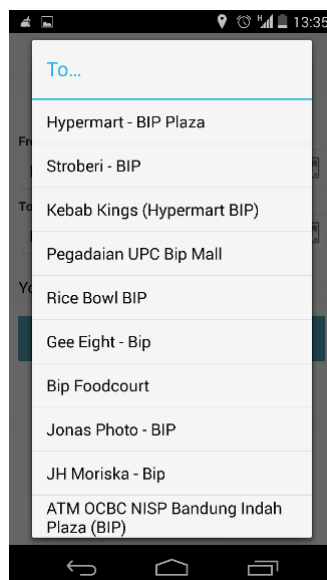 13:35
To...
Hypermart - BIP Plaza
Stroberi - BIP
Kebab Kings (Hypermart BIP)
Pegadaian UPC Bip Mall
Rice Bowl BIP
Gee Eight - Bip
Bip Foodcourt
Jonas Photo - BIP
JH Moriska - Bip
ATM OCBC NISP Bandung Indah
Plaza (BIP)